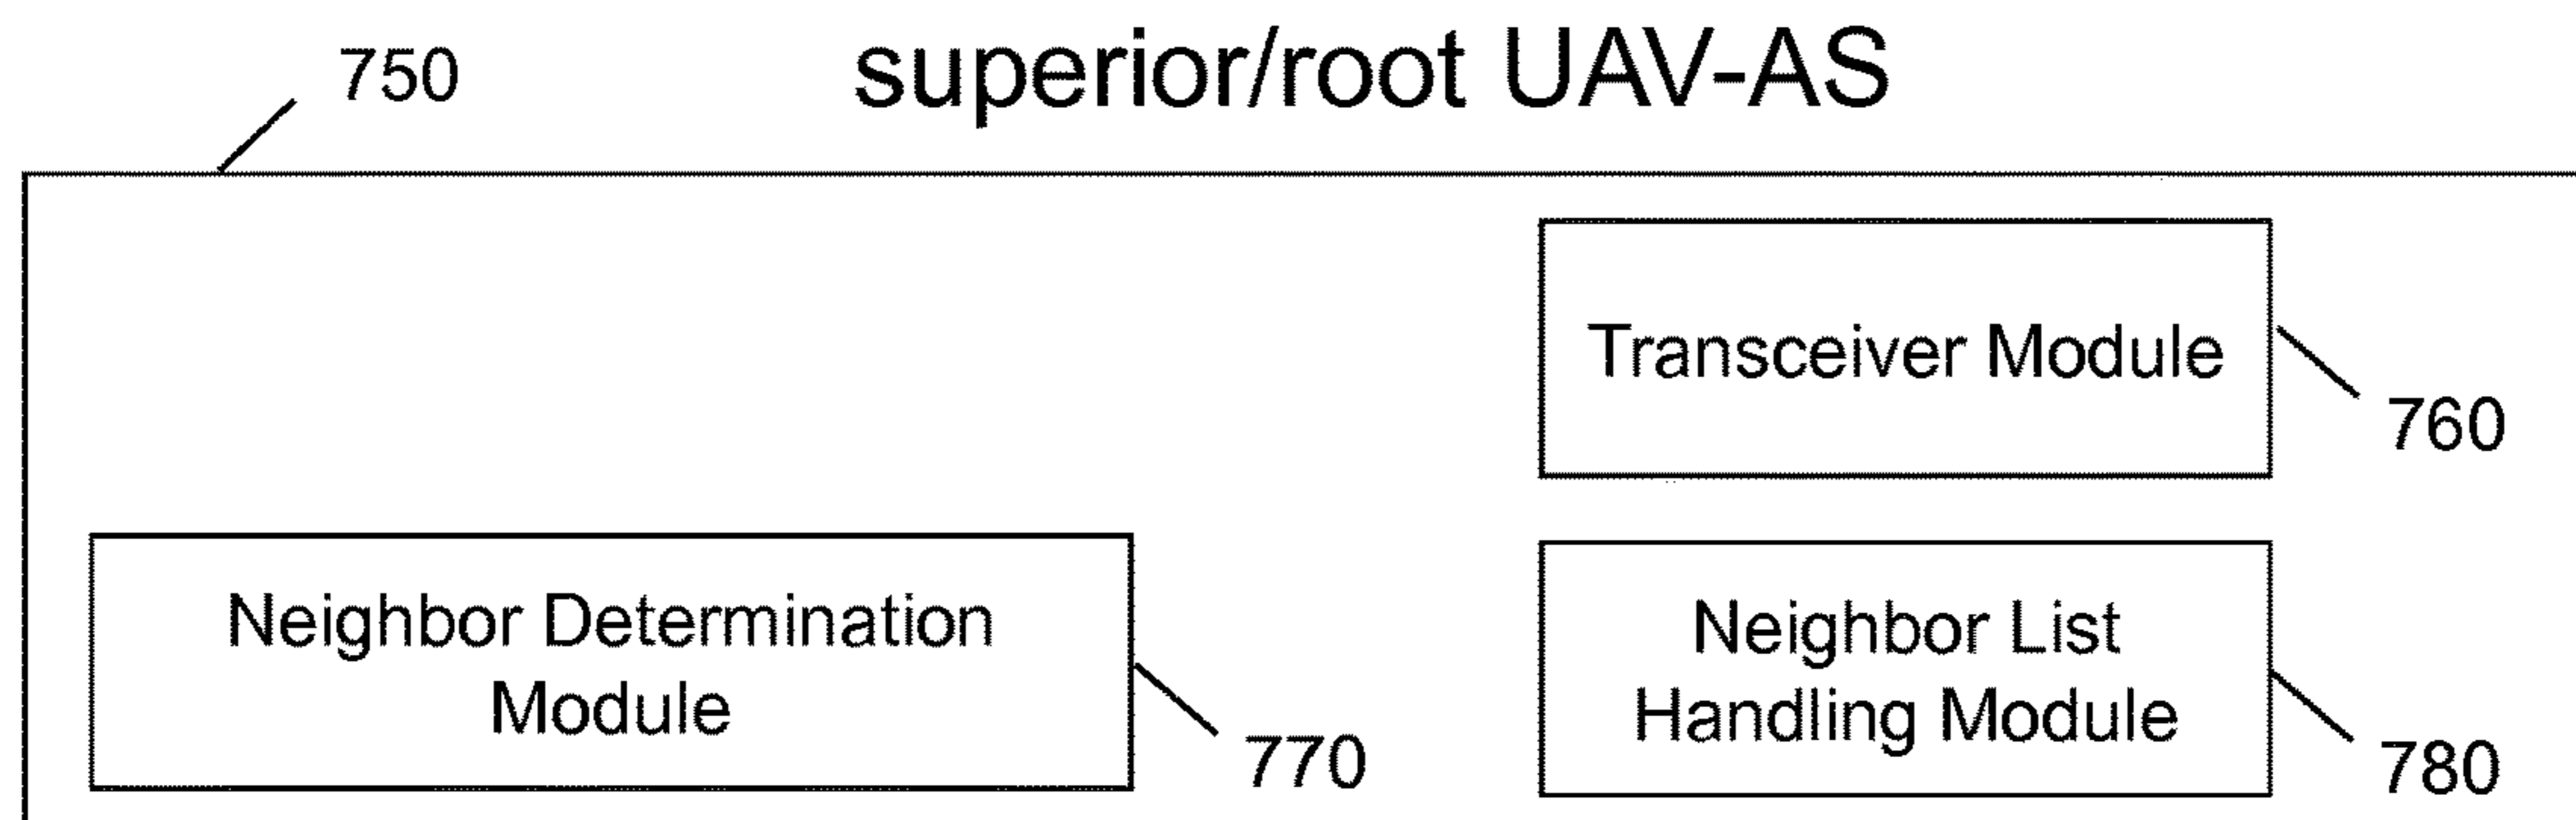 750
superior/root UAV-AS
Transceiver Module
760
Neighbor Determination
Module
770
Neighbor List
Handling Module
780